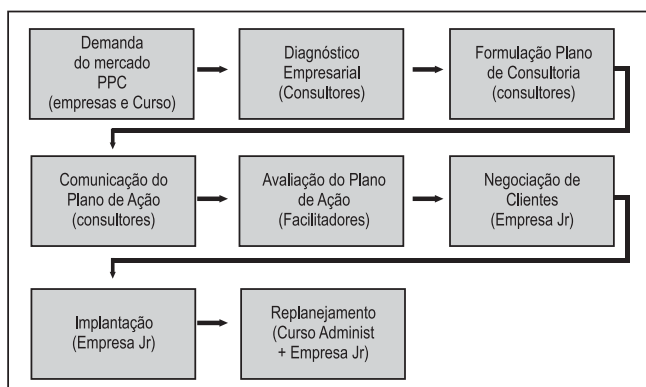 Demanda
do mercado
PPC
(empresas e Curso)
Diagnóstico
Empresarial
(Consultores)
Formulação Plano
de Consultoria
(consultores)
Comunicação do
Plano de Ação
(consultores)
Avaliação do Plano
de Ação
(Facilitadores)
Negociação de
Clientes
(Empresa Jr)
Implantação
(Empresa Jr)
Replanejamento
(Curso Administ
+ Empresa Jr)